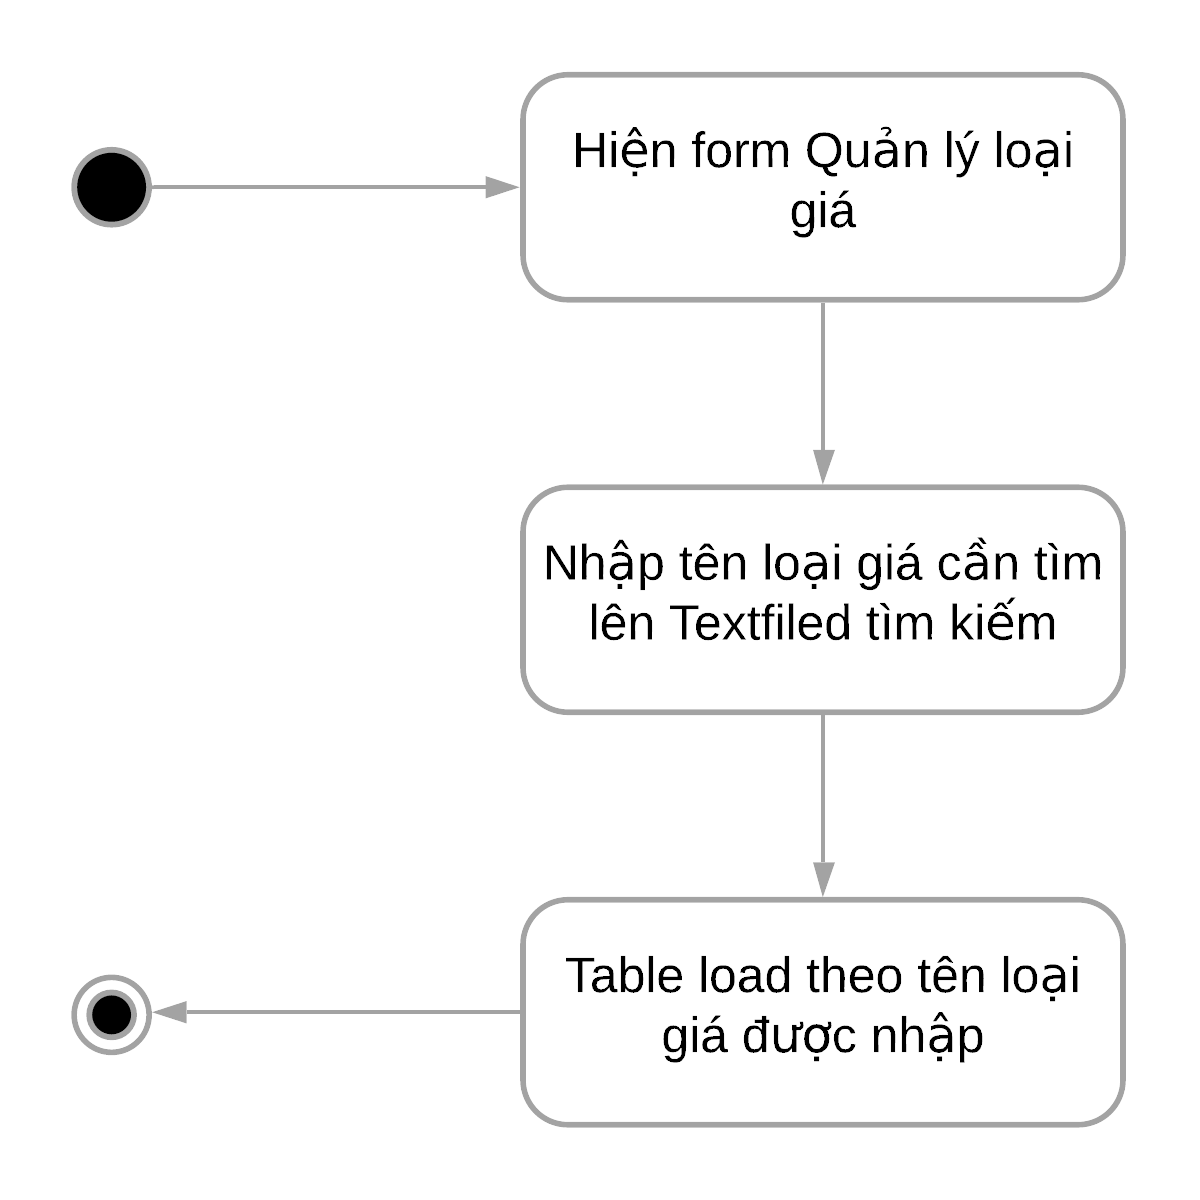 Hiện form Quản lý loại
giá
Nhập tên loại giá cần tìm
lên Textfiled tìm kiếm
Table load theo tên loại
giá được nhập